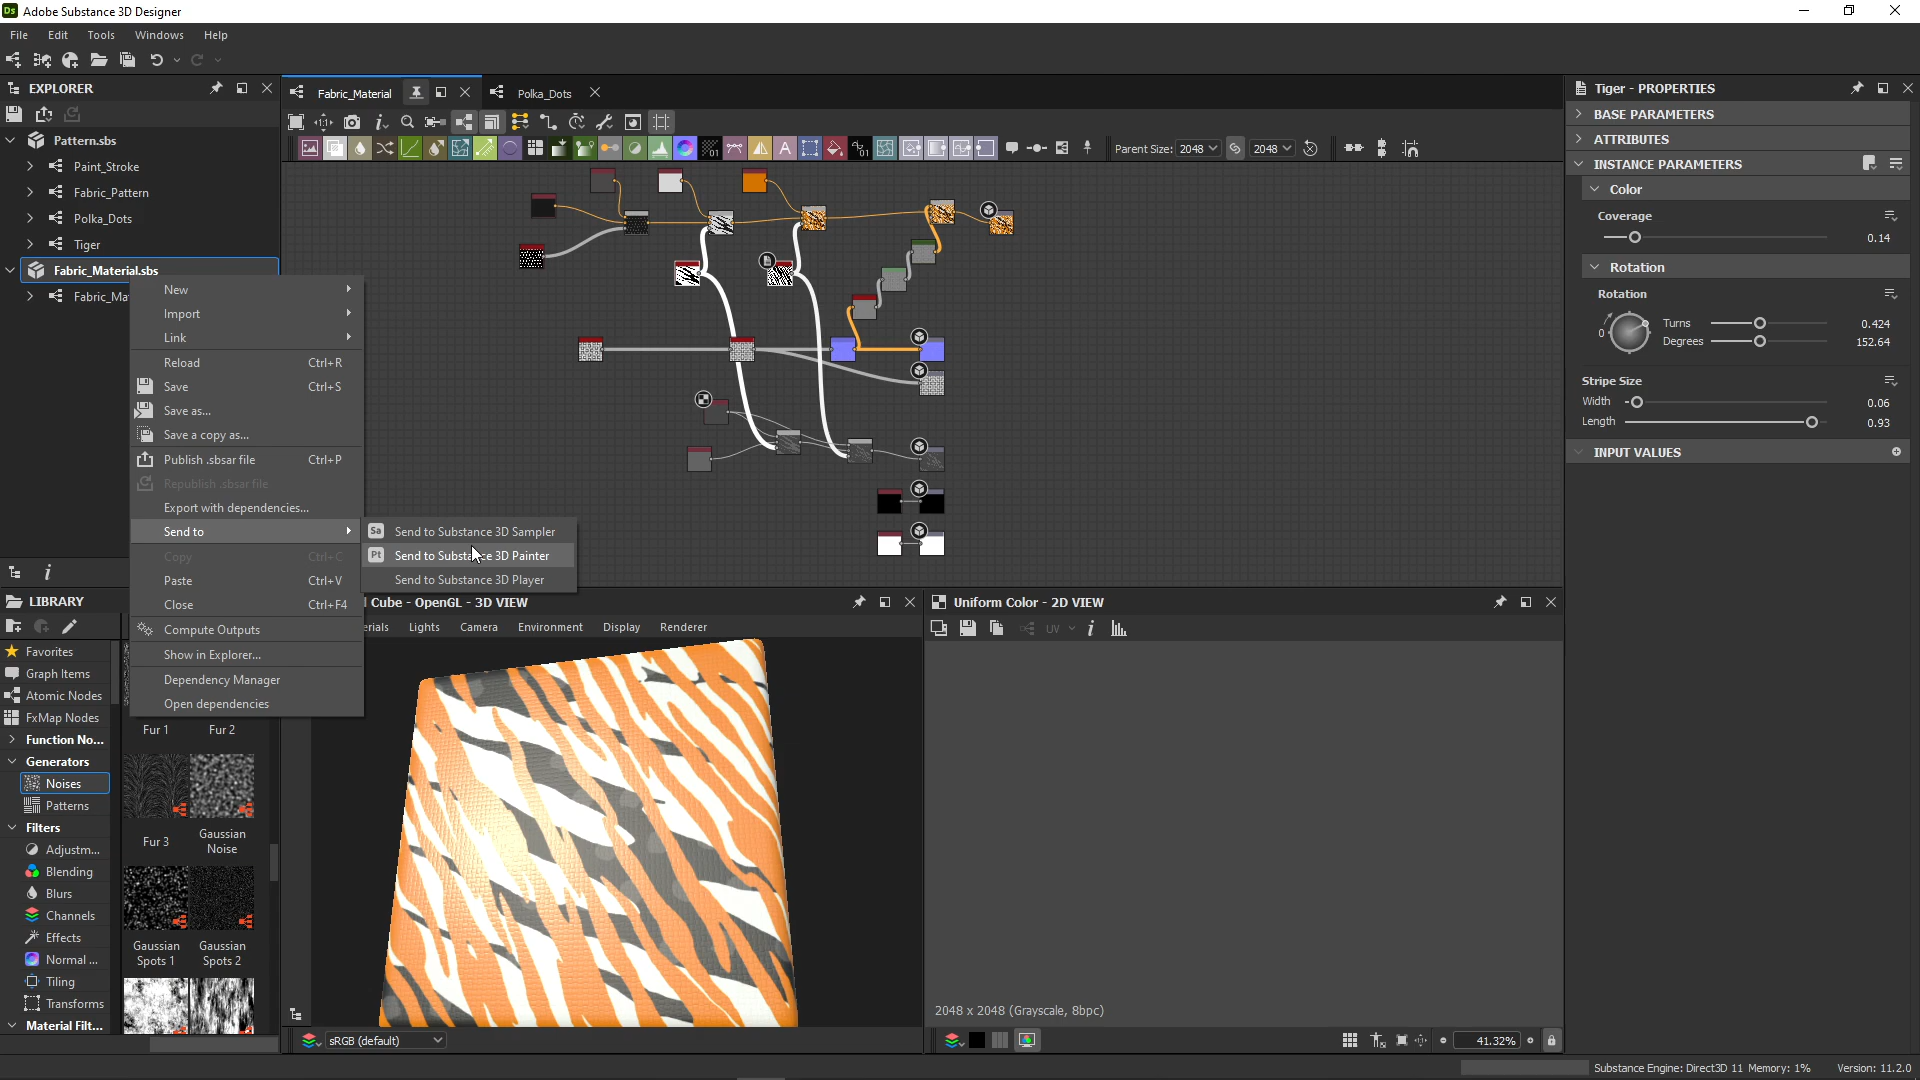 Ds Adobe Substance 3D Designer
File Edit Tools Windows Help
EXPLORER
Pattern.sbs
Paint_Stroke
Fabric_Pattern
Polka_Dots
Tiger
Fabric_Material.sbs
Fabric_Ma
New
Import
Link
Reload Ctrl+R
Save Ctrl+S
Save as...
Save a copy as...
Publish .sbsar file Ctrl+P
Republish .sbsar file
Export with dependencies...
Send to
Copy Ctrl+C
Paste Ctrl+V
Close Ctrl+F4
Compute Outputs
Show in Explorer...
Dependency Manager
Open dependencies
Sa Send to Substance 3D Sampler
Pt Send to Substance 3D Painter
Send to Substance 3D Player
Fabric_Material
Polka_Dots
Parent Size: 2048 2048
LIBRARY
Favorites
Graph Items
Atomic Nodes
FxMap Nodes
Function No...
Generators
Noises
Patterns
Filters
Adjustm...
Blending
Blurs
Channels
Effects
Normal ...
Tiling
Transforms
Material Filt...
Fur 1
Fur 2
Fur 3
Gaussian
Noise
Gaussian
Spots 1
Gaussian
Spots 2
Cube - OpenGL - 3D VIEW
erials Lights Camera Environment Display Renderer
sRGB (default)
Uniform Color - 2D VIEW
UV
2048 x 2048 (Grayscale, 8bpc)
41.32%
Tiger - PROPERTIES
BASE PARAMETERS
ATTRIBUTES
INSTANCE PARAMETERS
Color
Coverage
0.14
Rotation
Rotation
0
Turns 0.424
Degrees 152.64
Stripe Size
Width 0.06
Length 0.93
INPUT VALUES
Substance Engine: Direct3D 11 Memory: 1% Version: 11.2.0